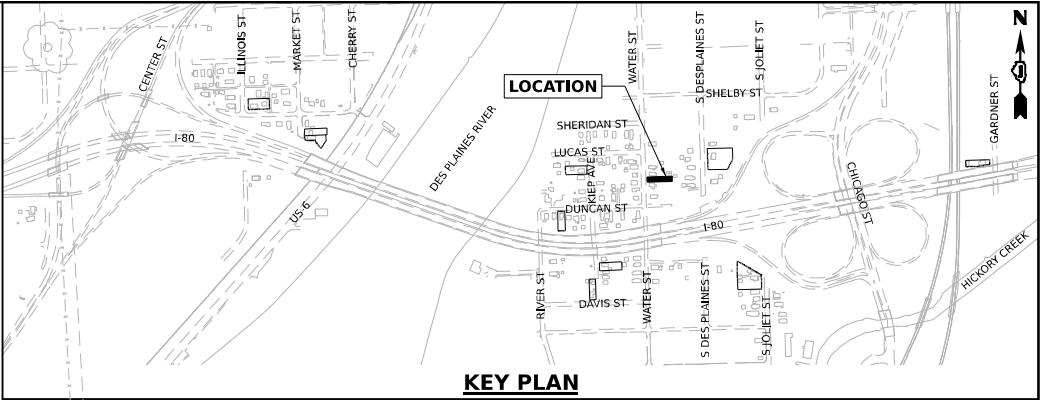 ILLINOIS ST
MARKET ST
CHERRY ST
CENTER ST
WATER ST
S DESPLAINES ST
S JOLIET ST
N
LOCATION
SHELBY ST
GARDNER ST
SHERIDAN ST
I-80
DES PLAINES RIVER
LUCAS ST
KIEP AVE
CHICAGO ST
US 6
DUNCAN ST
I-80
HICKORY CREEK
RIVER ST
DAVIS ST
WATER ST
S DES PLAINES ST
S JOLIET ST
KEY PLAN